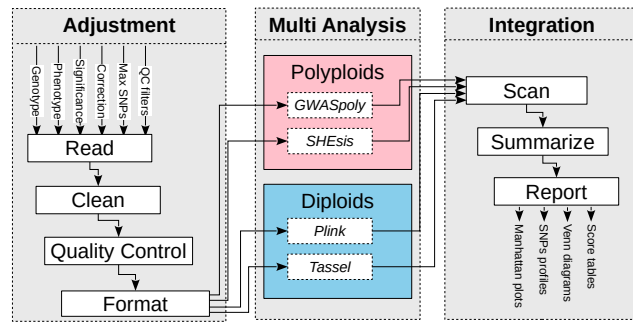 Adjustment
Genotype
Phenotype
Significance
Correction
Max SNPs
QC filters
Read
Clean
Quality Control
Format
Multi Analysis
Polyploids
GWASpoly
SHEsis
Diploids
Plink
Tassel
Integration
Scan
Summarize
Report
Manhattan plots
SNPs profiles
Venn diagrams
Score tables